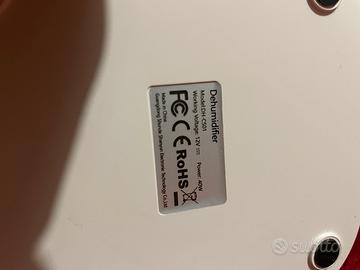 Dehumidifier
Model:DH-CS01
Working Voltage: 12V Power: 40W
FC CE RoHS
Made in China
Guangdong Shunde Shanyun Electronic Technology Co.,Ltd
subito